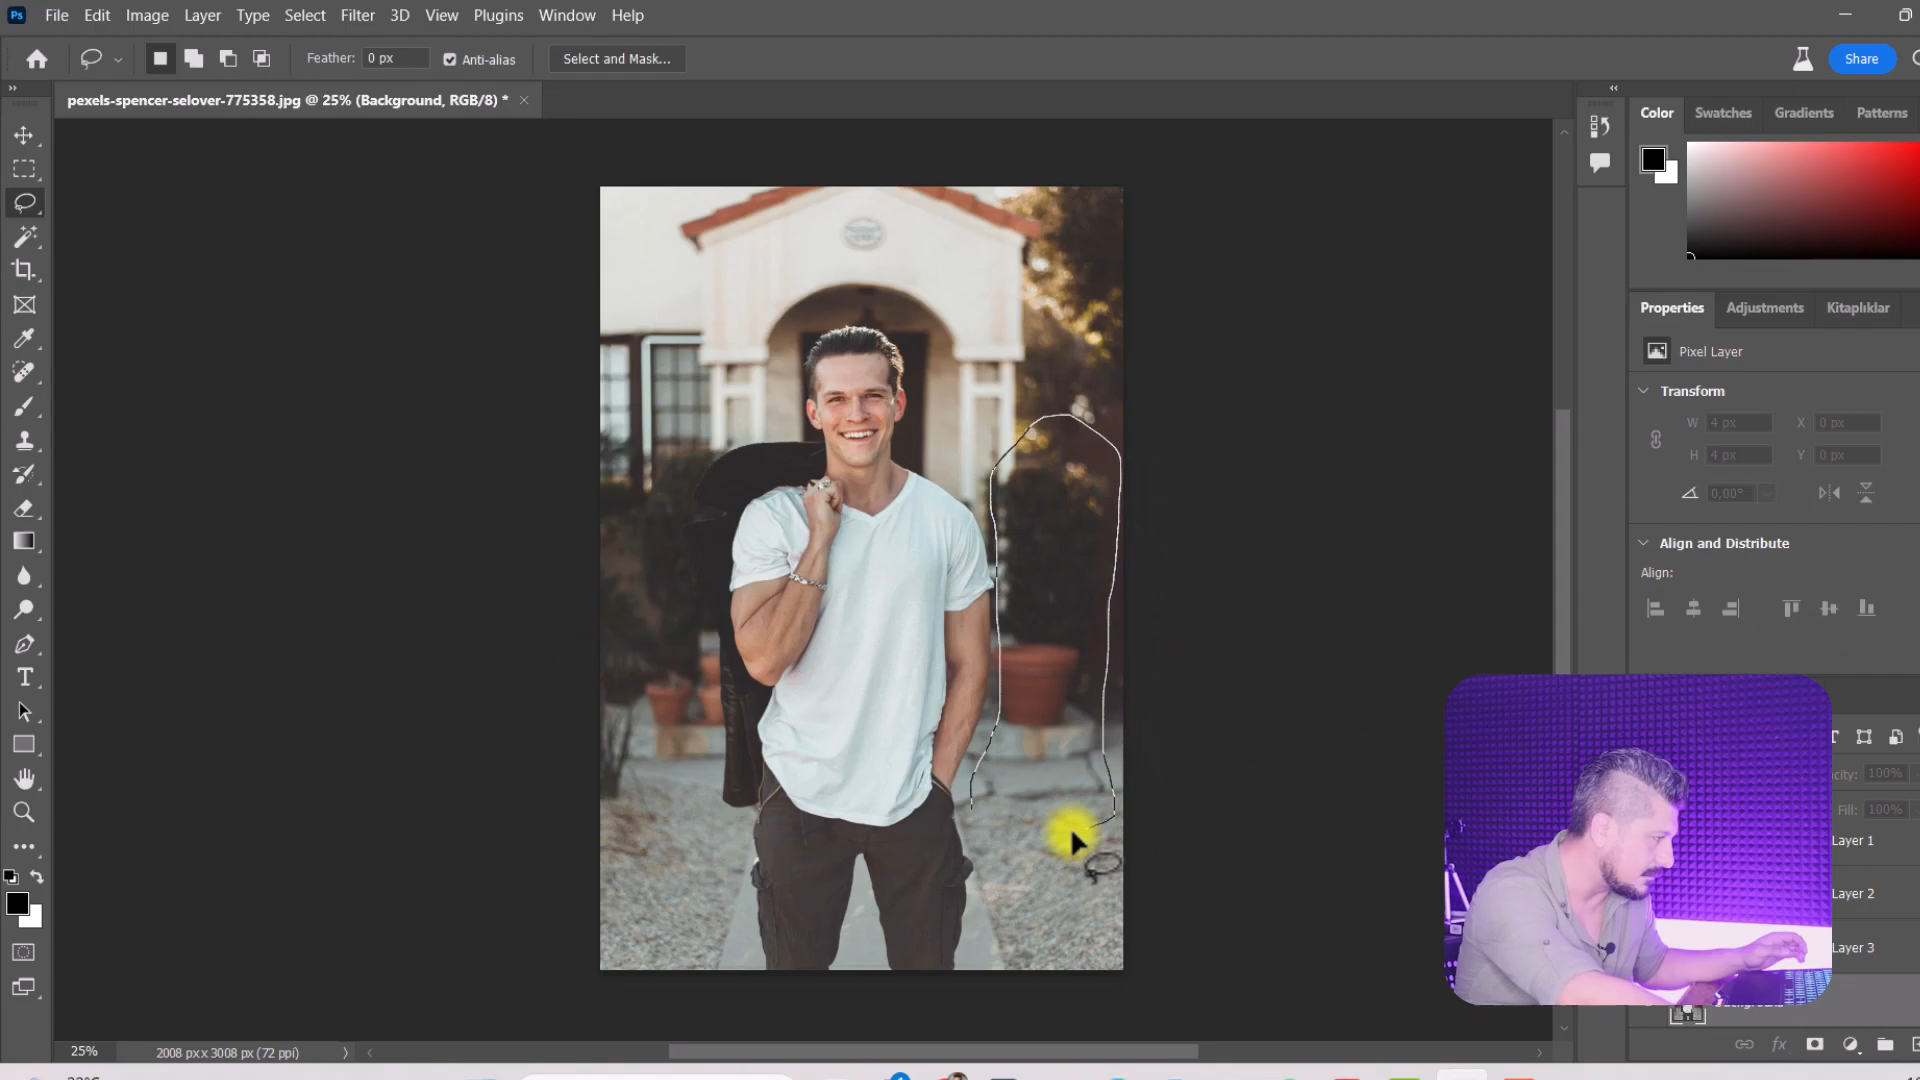 Ps File Edit Image Layer Type Select Filter 3D View Plugins Window Help
Feather: 0 px Anti-alias Select and Mask... Share
pexels-spencer-selover-775358.jpg @ 25% (Background, RGB/8) *
Color Swatches Gradients Patterns
Properties Adjustments Kitaplıklar
Pixel Layer
Transform
W 4 px X 0 px
H 4 px Y 0 px
0,00°
Align and Distribute
Align:
100%
Fill: 100%
Layer 1
Layer 2
Layer 3
25% 2008 px x 3008 px (72 ppi)